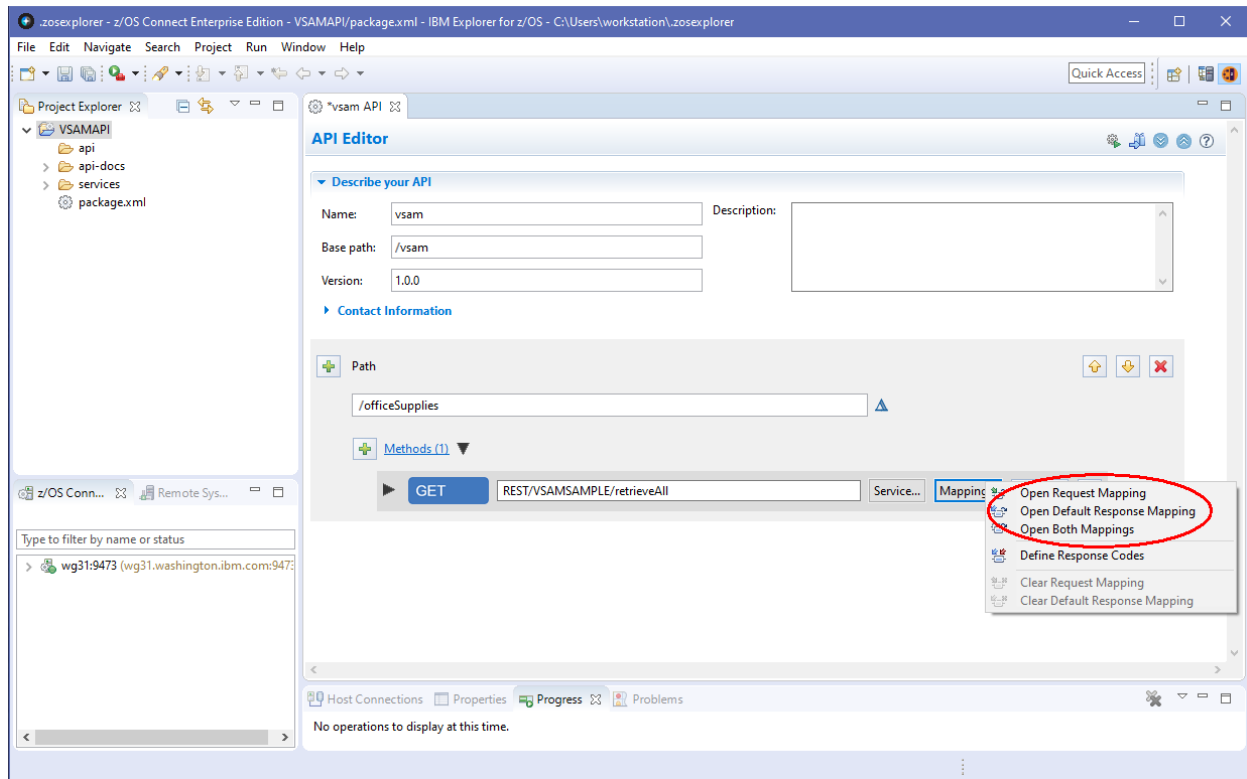 .zosexplorer - z/OS Connect Enterprise Edition - VSAMAPI/package.xml - IBM Explorer for z/OS - C:\Users\workstation\.zosexplorer
File Edit Navigate Search Project Run Window Help
Quick Access
Project Explorer
VSAMAPI
api
api-docs
services
package.xml
*vsam API
API Editor
Describe your API
Name: vsam Description:
Base path: /vsam
Version: 1.0.0
Contact Information
Path
/officeSupplies
Methods (1)
GET REST/VSAMSAMPLE/retrieveAll Service... Mapping
Open Request Mapping
Open Default Response Mapping
Open Both Mappings
Define Response Codes
Clear Request Mapping
Clear Default Response Mapping
z/OS Conn... Remote Sys...
Type to filter by name or status
wg31:9473 (wg31.washington.ibm.com:947
Host Connections Properties Progress Problems
No operations to display at this time.